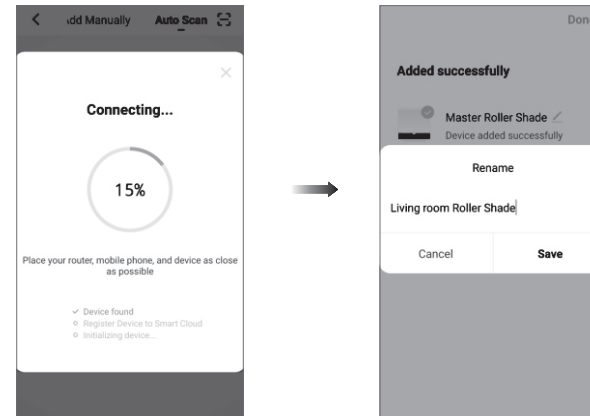 dd Manually Auto Scan
Connecting...
15%
Place your router, mobile phone, and device as close
as possible
Device found
Register Device to Smart Cloud
Initializing device...
Don
Added successfully
Master Roller Shade
Device added successfully
Rename
Living room Roller Shade
Cancel Save